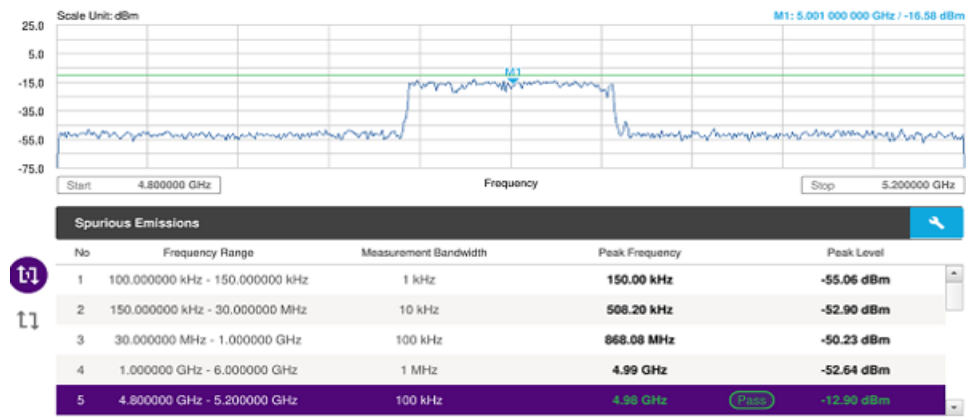 Scale Unit: dBm
M1: 5.001 000 000 GHz / -16.58 dBm
25.0
5.0
M1
-15.0
-35.0
-55.0
-75.0
Start 4.800000 GHz Frequency Stop 5.200000 GHz
Spurious Emissions
No Frequency Range Measurement Bandwidth Peak Frequency Peak Level
1 100.000000 kHz - 150.000000 kHz 1 kHz 150.00 kHz -55.06 dBm
2 150.000000 kHz - 30.000000 MHz 10 kHz 508.20 kHz -52.90 dBm
3 30.000000 MHz - 1.000000 GHz 100 kHz 868.08 MHz -50.23 dBm
4 1.000000 GHz - 6.000000 GHz 1 MHz 4.99 GHz -52.64 dBm
5 4.800000 GHz - 5.200000 GHz 100 kHz 4.98 GHz Pass -12.90 dBm